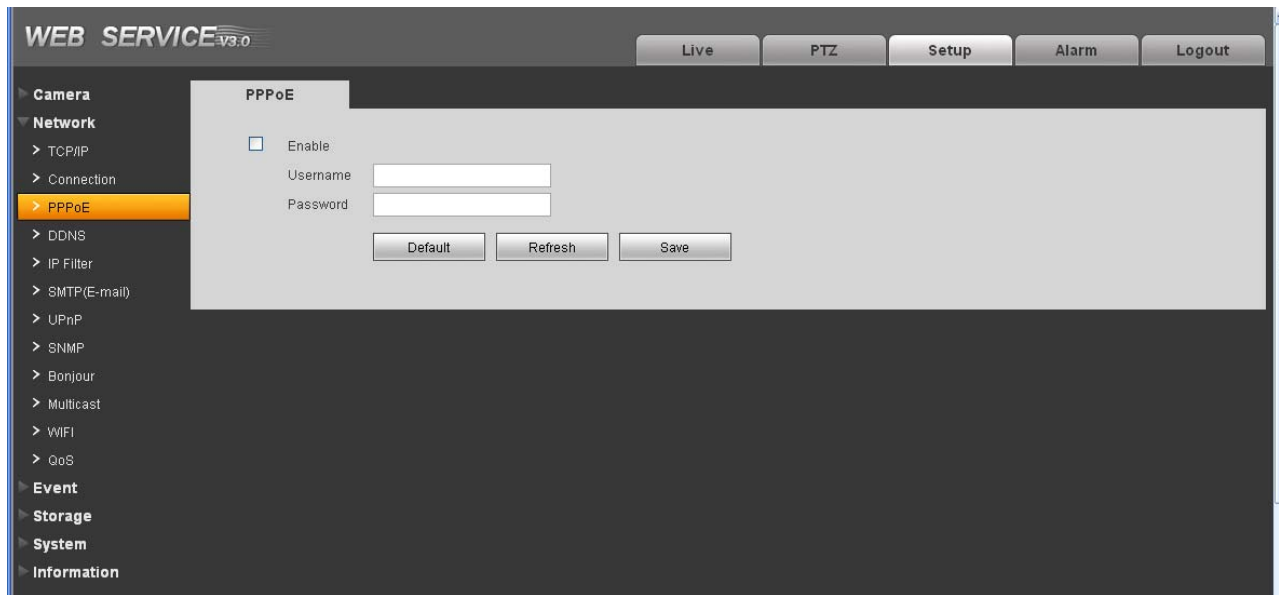 WEB SERVICE V3.0
Live
PTZ
Setup
Alarm
Logout
Camera
Network
> TCP/IP
> Connection
> PPPoE
> DDNS
> IP Filter
> SMTP(E-mail)
> UPnP
> SNMP
> Bonjour
> Multicast
> WIFI
> QoS
Event
Storage
System
Information
PPPoE
Enable
Username
Password
Default
Refresh
Save